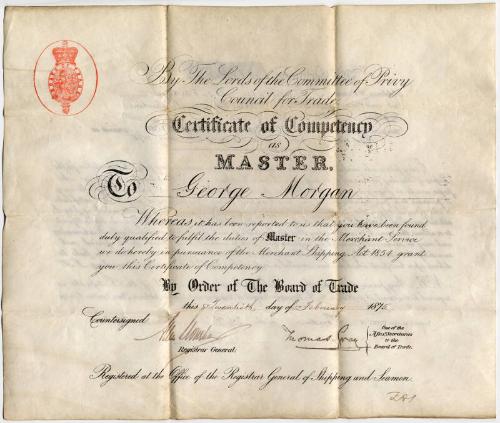 By The Lords of the Committee of Privy
Council for Trade
Certificate of Competency
as
MASTER.
To George Morgan
Whereas it has been reported to us that you have been found
duly qualified to fulfil the duties of Master in the Merchant Service
we do hereby in pursuance of the Merchant Shipping Act 1854 grant
you this Certificate of Competency
By Order of The Board of Trade
this Twentieth day of February 1875
Countersigned
Registrar General.
Thomas Gray
One of the
Assist Secretaries
to the
Board of Trade.
Registered at the Office of the Registrar General of Shipping and Seamen.